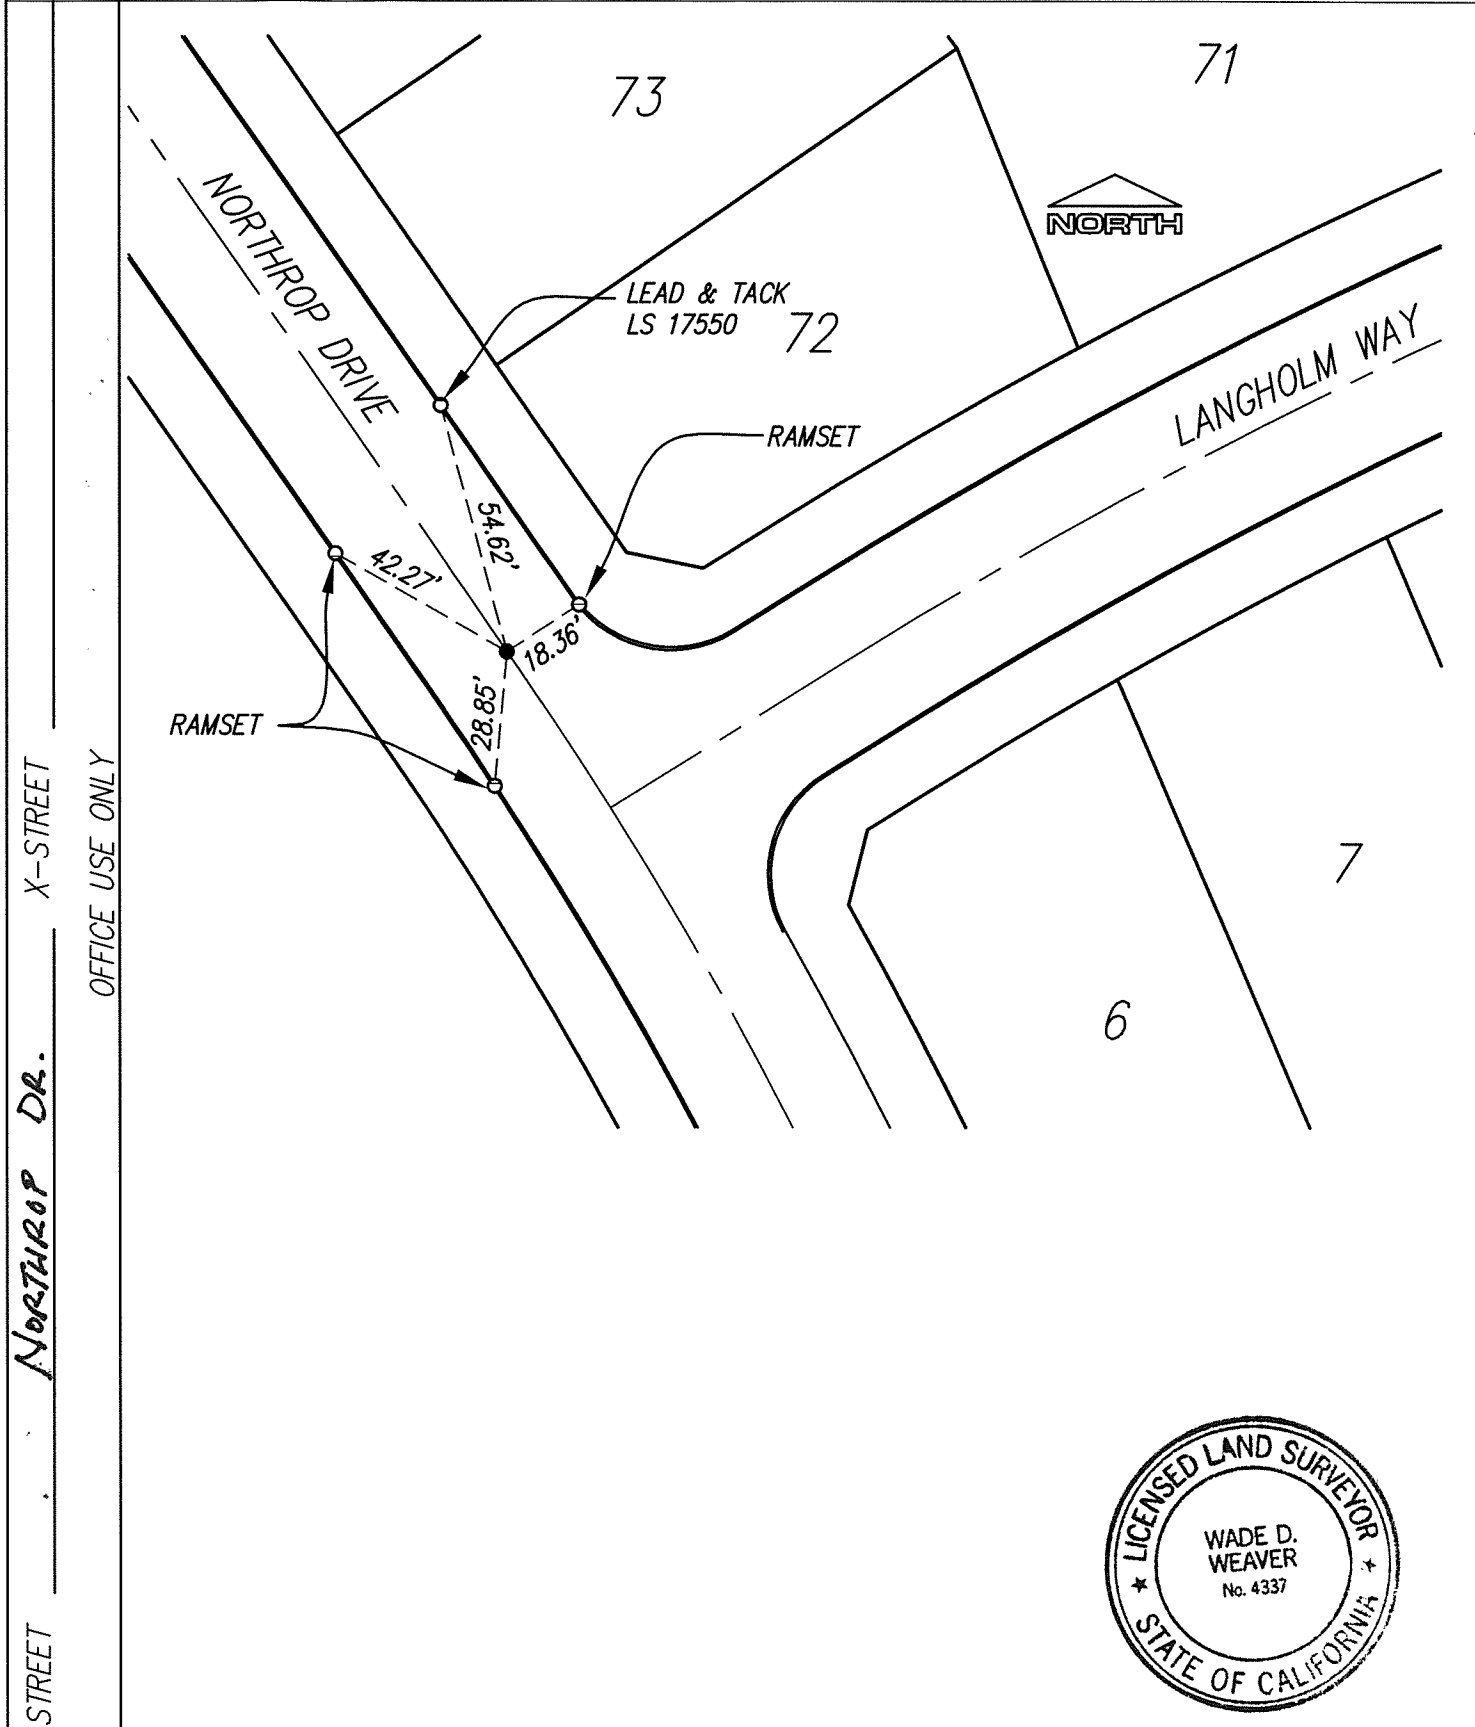 73
71
NORTHROP DRIVE
NORTH
LEAD & TACK
LS 17550
72
LANGHOLM WAY
RAMSET
54.62'
42.27'
18.36'
28.85'
RAMSET
7
6
STREET NORTHROP DR. X-STREET
OFFICE USE ONLY
LICENSED LAND SURVEYOR
WADE D.
WEAVER
No. 4337
STATE OF CALIFORNIA